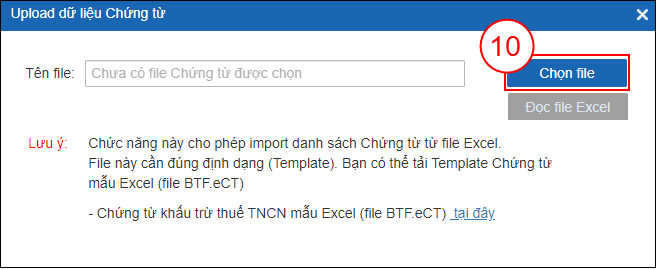 Upload dữ liệu Chứng từ
10
Tên file: Chưa có file Chứng từ được chọn Chọn file
Đọc file Excel
Lưu ý: Chức năng này cho phép import danh sách Chứng từ từ file Excel.
File này cần đúng định dạng (Template). Bạn có thể tải Template Chứng từ
mẫu Excel (file BTF.eCT)
- Chứng từ khấu trừ thuế TNCN mẫu Excel (file BTF.eCT) tại đây